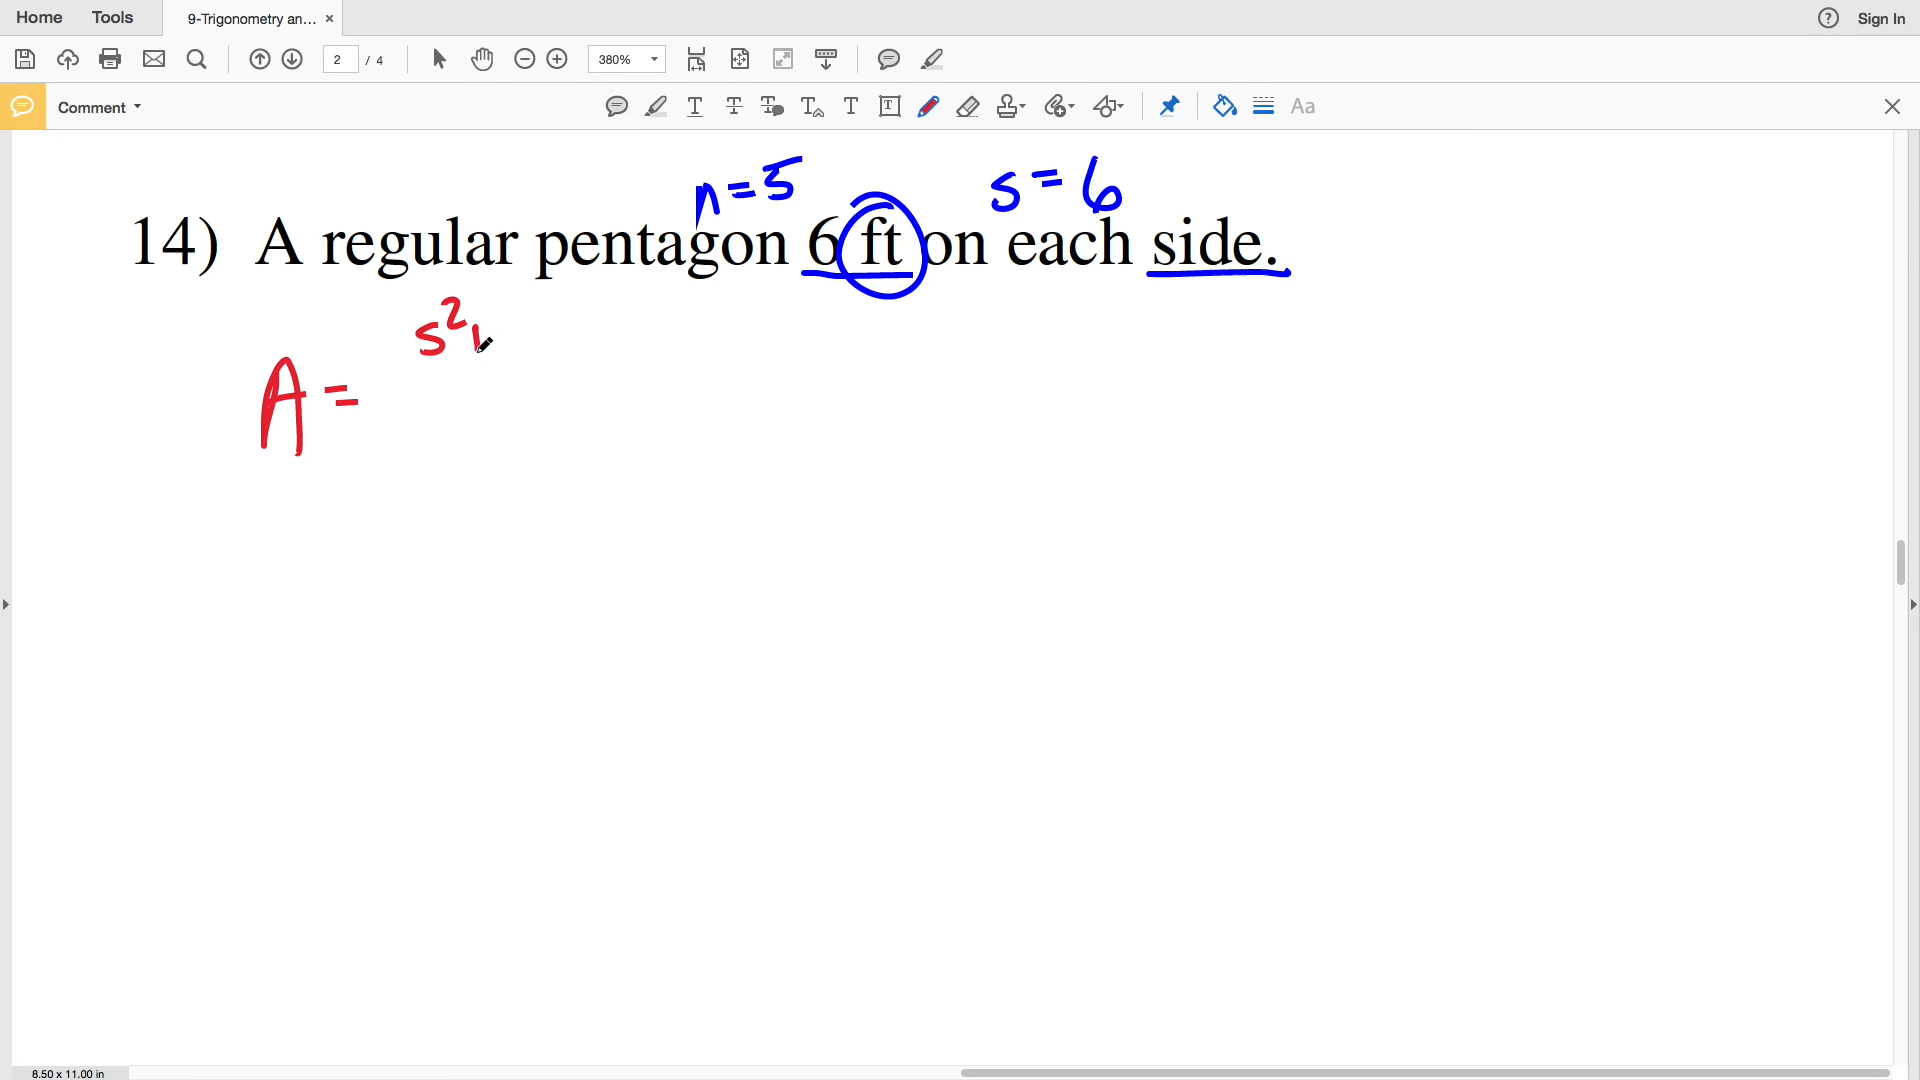 Home Tools 9-Trigonometry an... × Sign In
2 / 4 380%
Comment Aa
n=5 s=6
14) A regular pentagon 6 ft on each side.
s²
A=
8.50 x 11.00 in